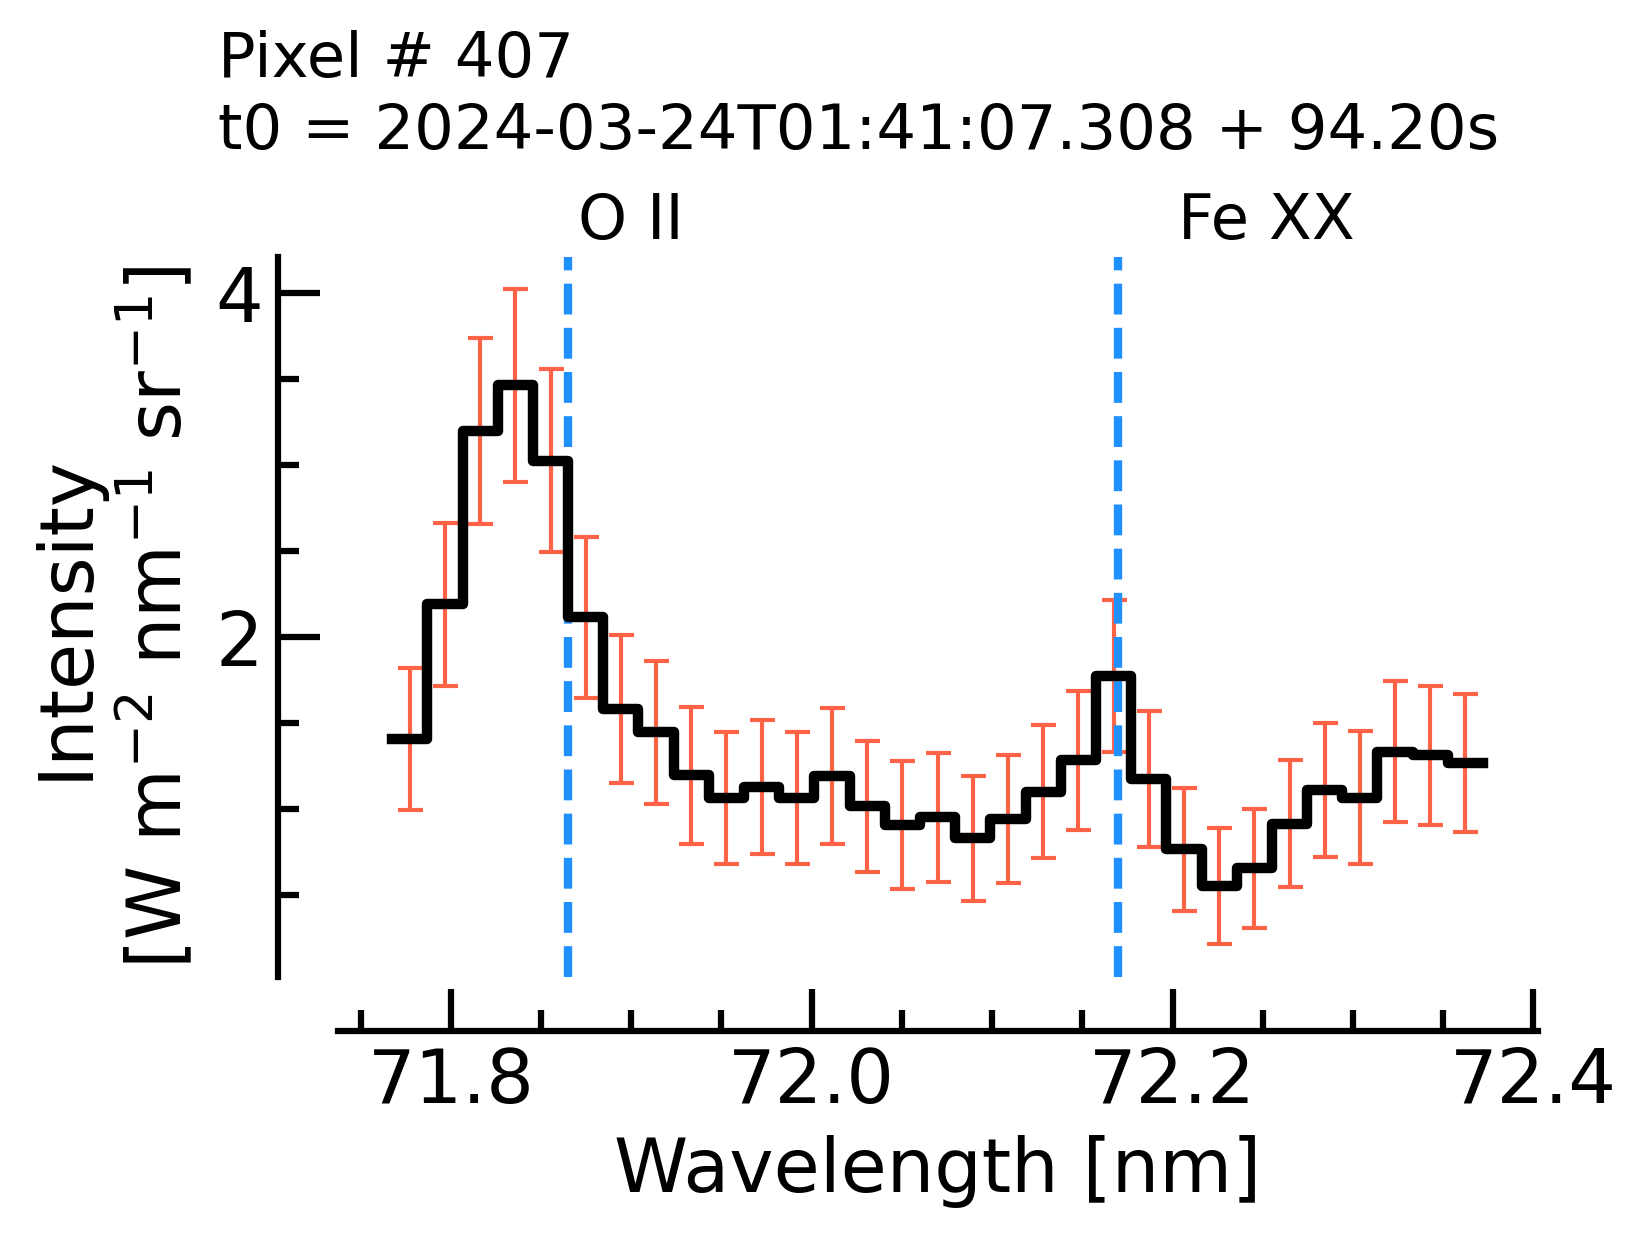 Pixel # 407
t0 = 2024-03-24T01:41:07.308 + 94.20s
O II Fe XX
Intensity
[W m⁻² nm⁻¹ sr⁻¹]
4
2
71.8 72.0 72.2 72.4
Wavelength [nm]